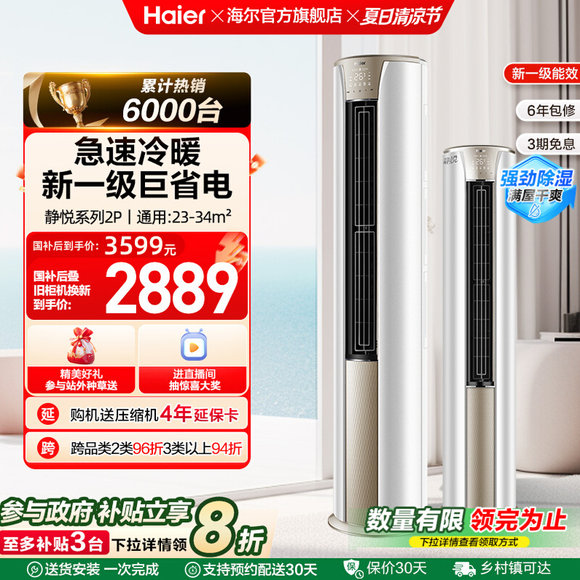 Haier 海尔官方旗舰店 夏日清凉节
累计热销
6000台
急速冷暖
新一级巨省电
静悦系列2P | 通用:23-34m²
国补后到手价: 3599元
国补后叠
旧柜机换新
到手价:
2889
精美好礼
参与站外种草送
进直播间
抽惊喜大奖
延 购机送压缩机4年延保卡
跨 跨品类2类96折3类以上94折
新一级能效
6年包修
3期免息
强劲除湿
满屋干爽
Haier
26
参与政府补贴立享8折
至多补贴3台 下拉详情领
数量有限 领完为止
下拉详情查看领取方式
送货安装 一次完成
支持预约配送30天
保价30天
乡村镇可达